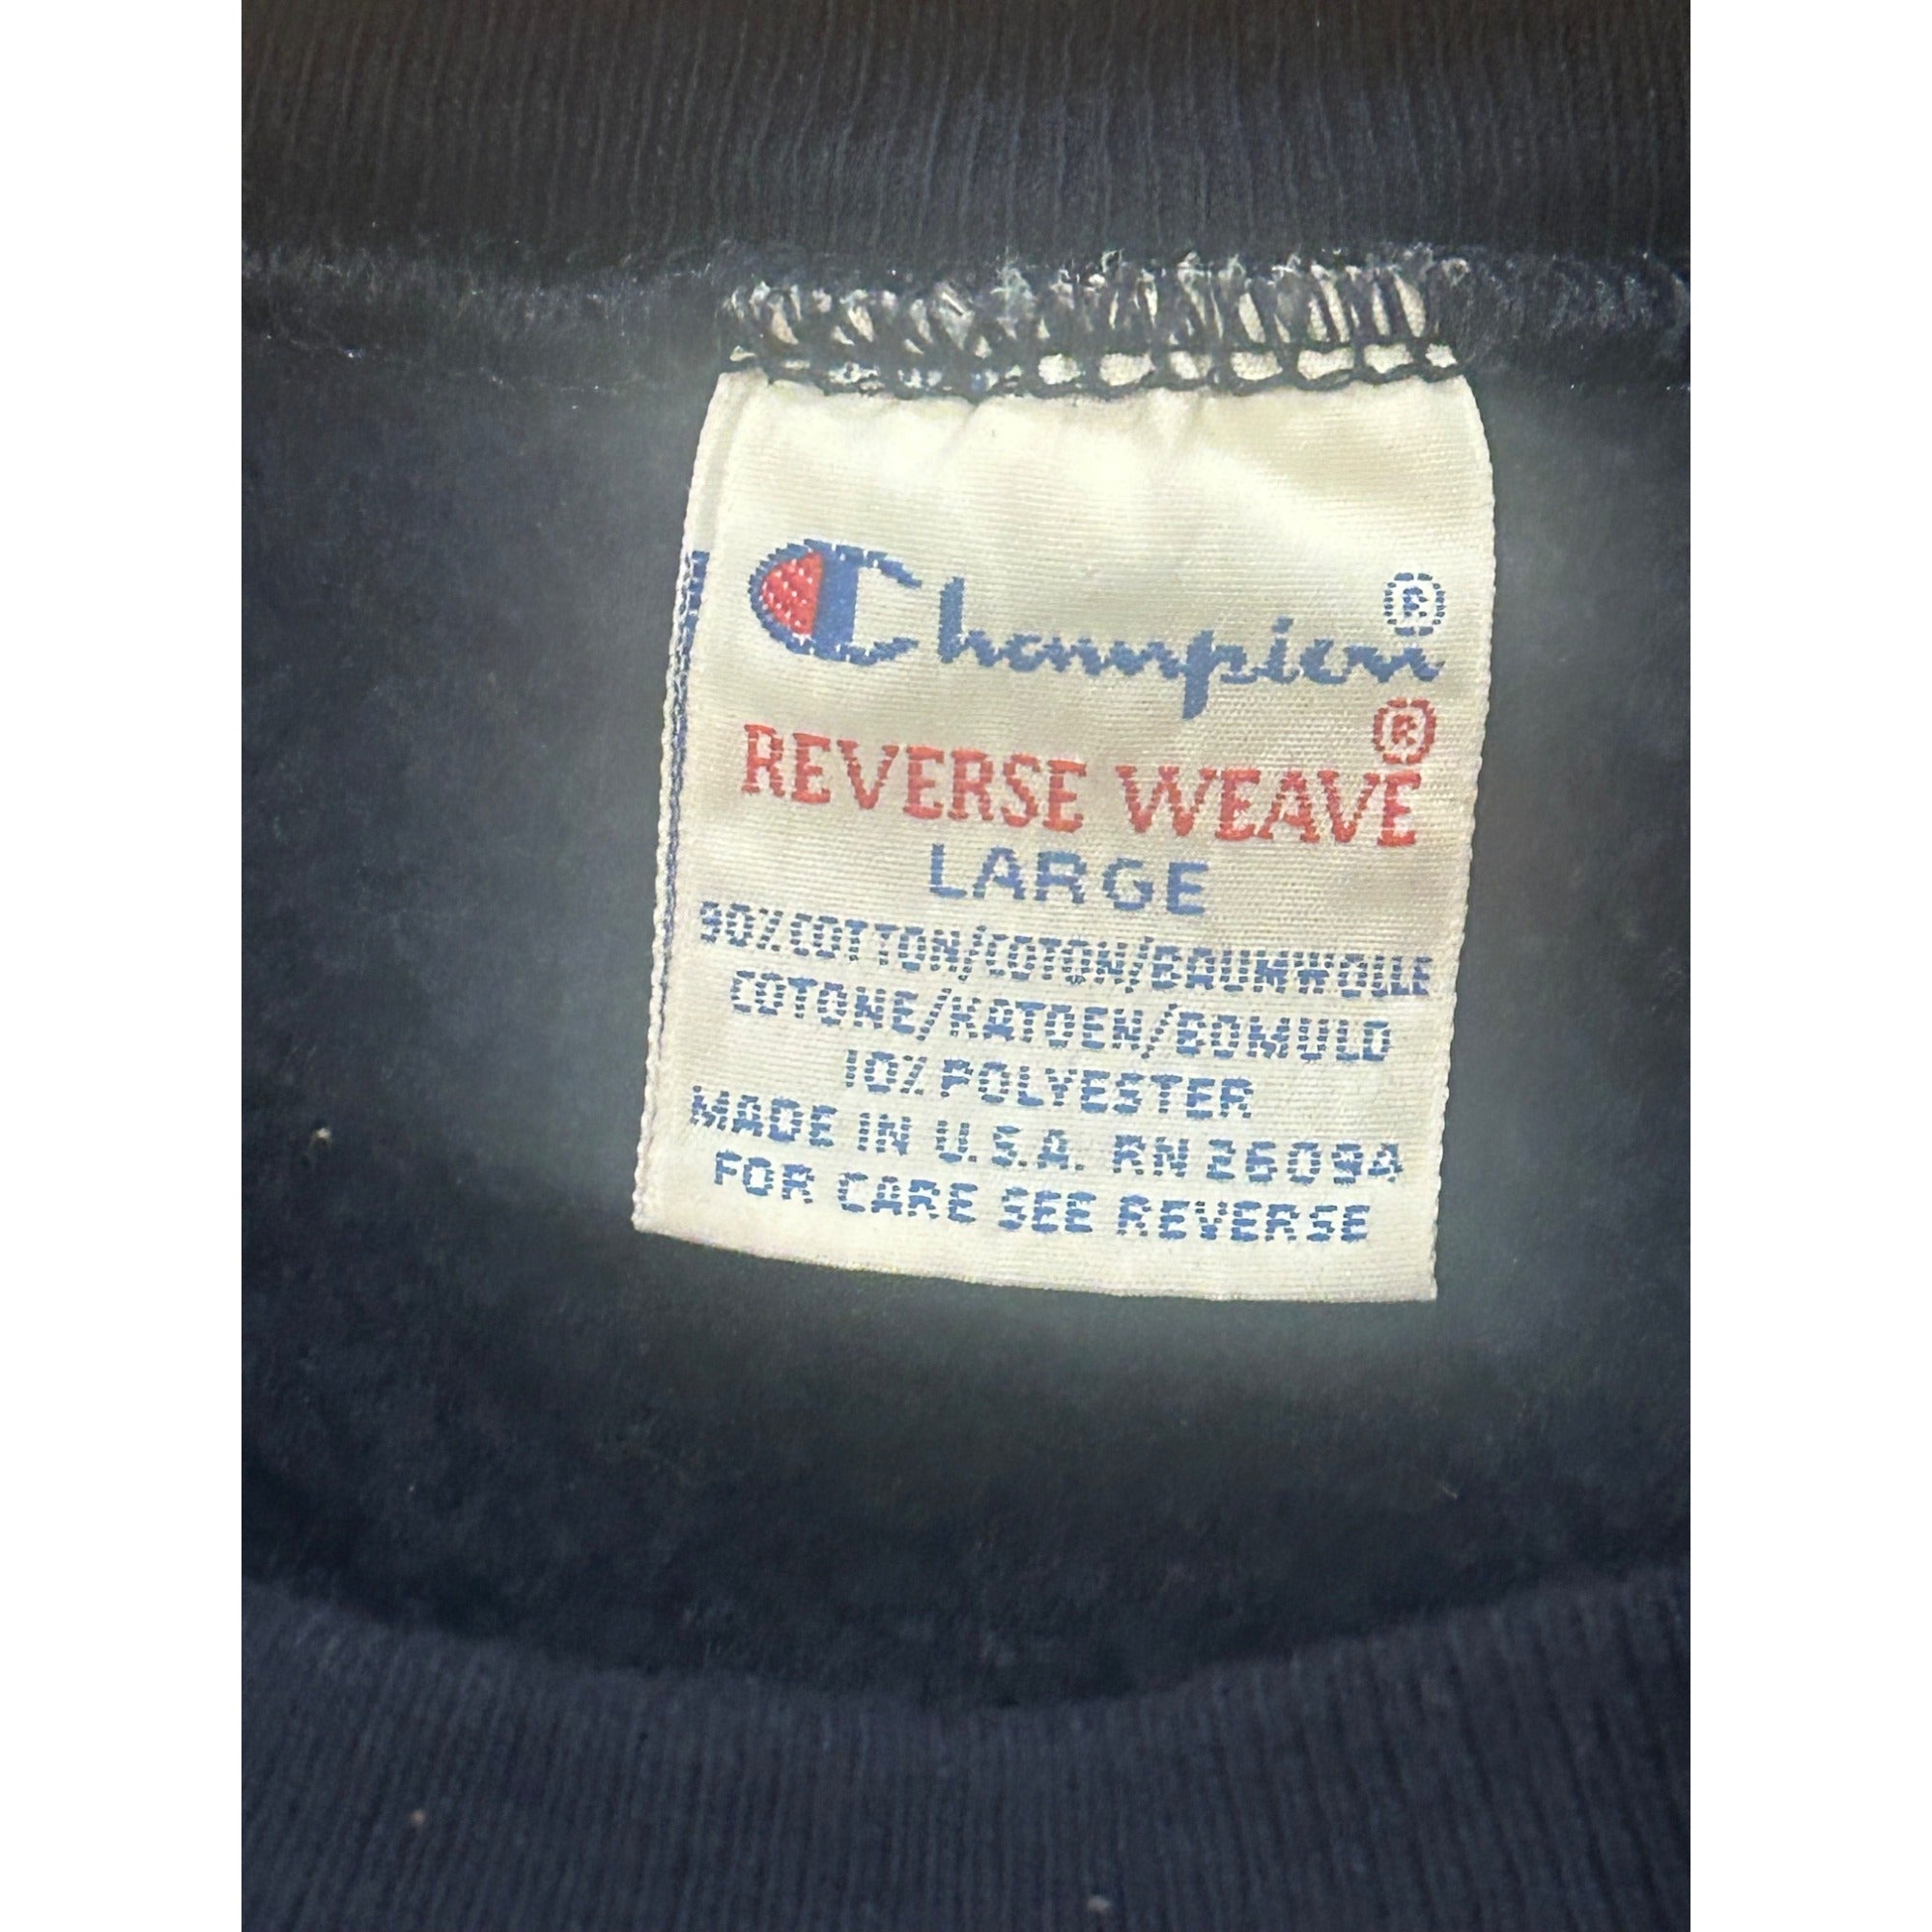 Champion®
REVERSE WEAVE®
LARGE
90% COTTON/COTON/BAUMWOLLE
COTONE/KATOEN/BOMULD
10% POLYESTER
MADE IN U.S.A. RN 26094
FOR CARE SEE REVERSE